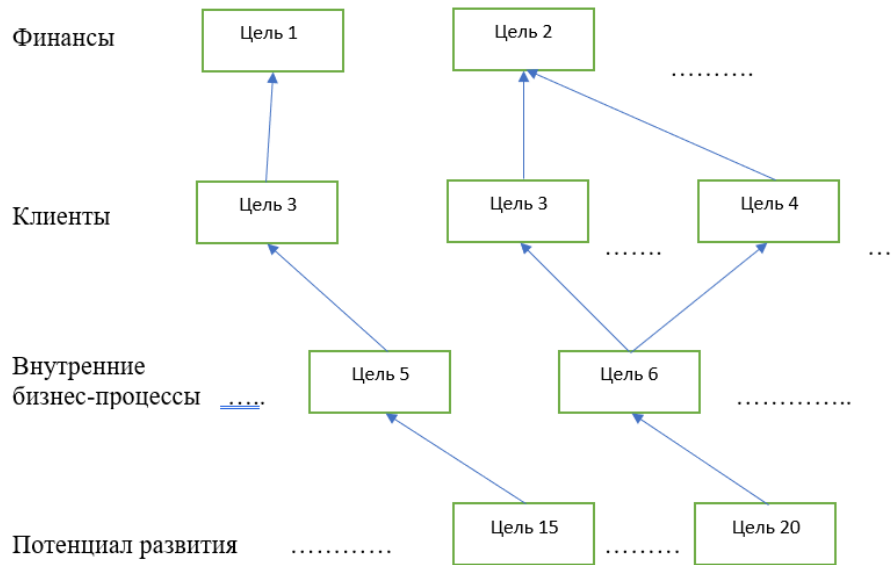 Финансы
Цель 1
Цель 2
……….
Клиенты
Цель 3
Цель 3
Цель 4
…….
…
Внутренние
бизнес-процессы
…..
Цель 5
Цель 6
…………..
Потенциал развития
…………
Цель 15
………
Цель 20